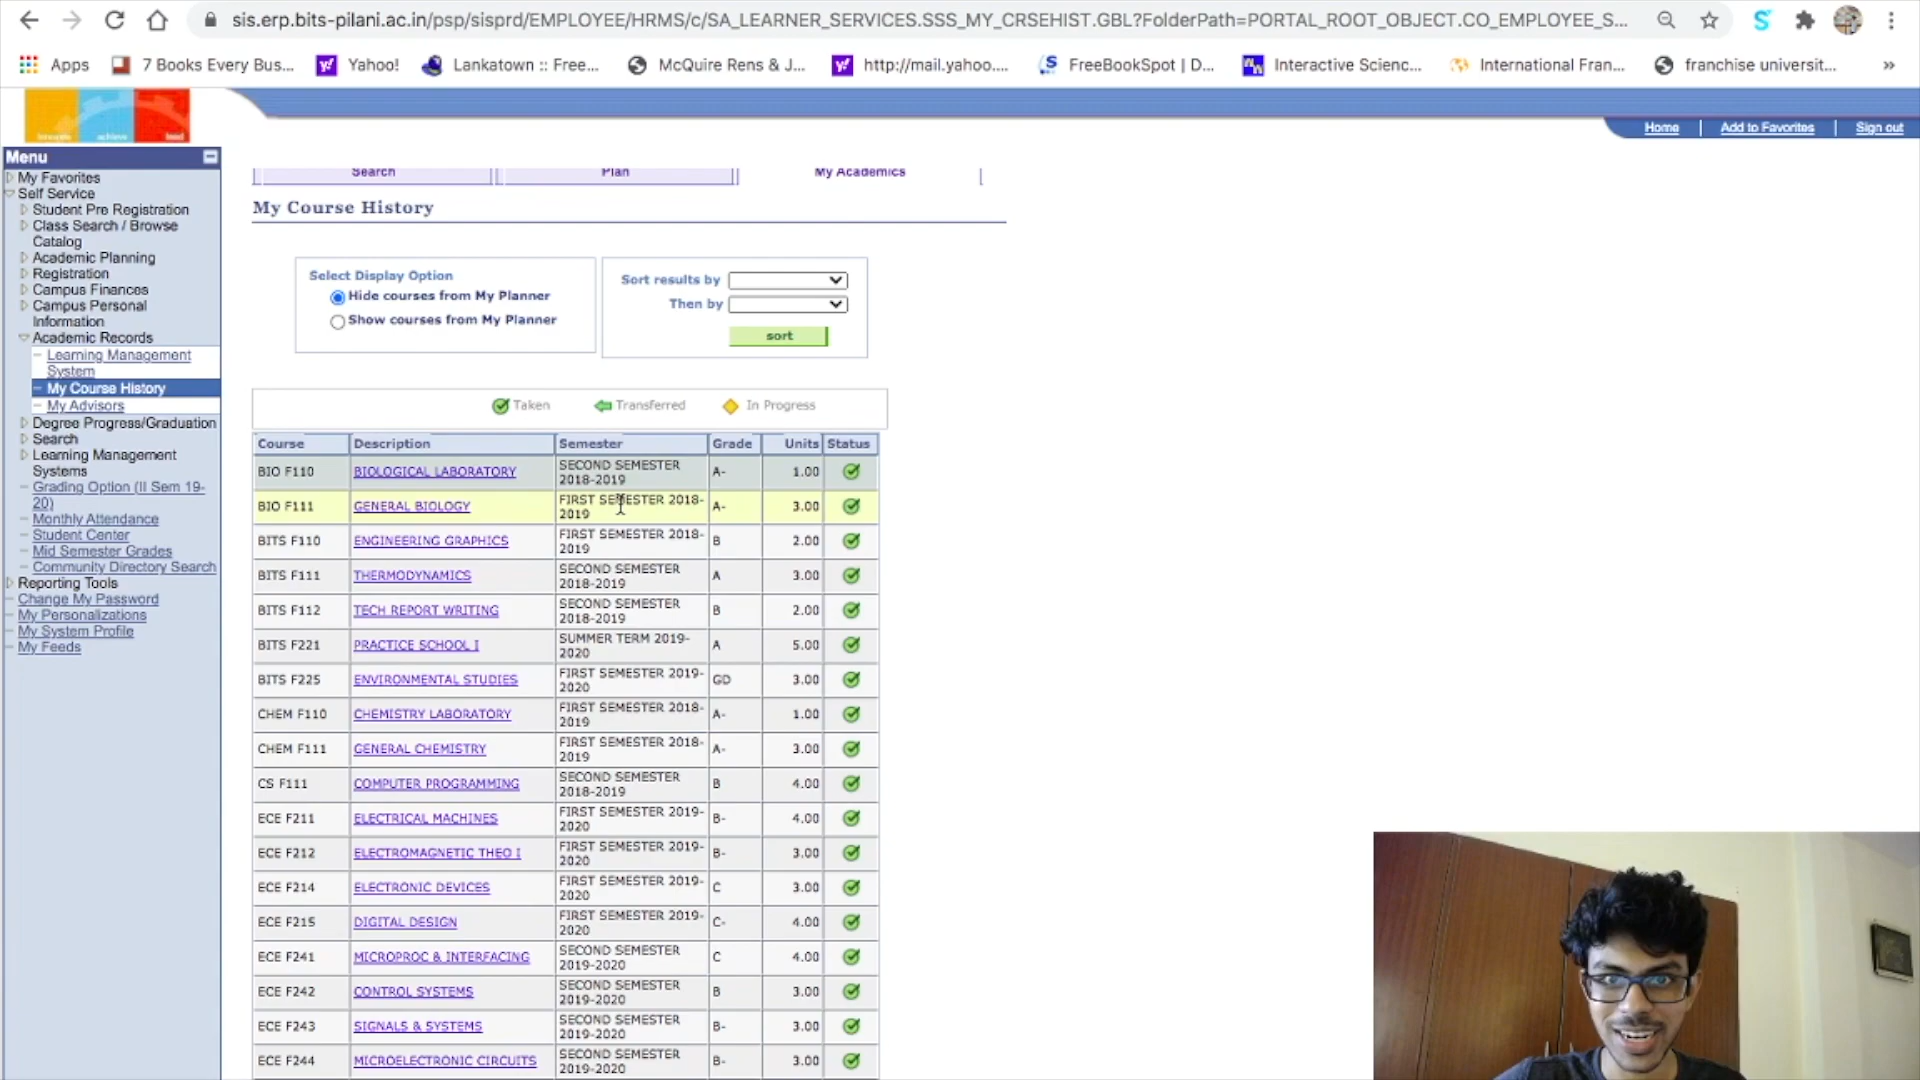 sis.erp.bits-pilani.ac.in/psp/sisprd/EMPLOYEE/HRMS/c/SA_LEARNER_SERVICES.SSS_MY_CRSEHIST.GBL?FolderPath=PORTAL_ROOT_OBJECT.CO_EMPLOYEE_S...
Apps 7 Books Every Bus... Yahoo! Lankatown :: Free... McQuire Rens & J... http://mail.yahoo.... FreeBookSpot | D... Interactive Scienc... International Fran... franchise universit... »
innovate achieve lead
Home | Add to Favorites | Sign out
Menu
My Favorites
Self Service
Student Pre Registration
Class Search / Browse
Catalog
Academic Planning
Registration
Campus Finances
Campus Personal
Information
Academic Records
Learning Management
System
My Course History
My Advisors
Degree Progress/Graduation
Search
Learning Management
Systems
Grading Option (II Sem 19-
20)
Monthly Attendance
Student Center
Mid Semester Grades
Community Directory Search
Reporting Tools
Change My Password
My Personalizations
My System Profile
My Feeds
Search Plan My Academics
My Course History
Select Display Option
Hide courses from My Planner
Show courses from My Planner
Sort results by
Then by
sort
Taken Transferred In Progress
Course Description Semester Grade Units Status
BIO F110 BIOLOGICAL LABORATORY SECOND SEMESTER 2018-2019 A- 1.00
BIO F111 GENERAL BIOLOGY FIRST SEMESTER 2018-2019 A- 3.00
BITS F110 ENGINEERING GRAPHICS FIRST SEMESTER 2018-2019 B 2.00
BITS F111 THERMODYNAMICS SECOND SEMESTER 2018-2019 A 3.00
BITS F112 TECH REPORT WRITING SECOND SEMESTER 2018-2019 B 2.00
BITS F221 PRACTICE SCHOOL I SUMMER TERM 2019-2020 A 5.00
BITS F225 ENVIRONMENTAL STUDIES FIRST SEMESTER 2019-2020 GD 3.00
CHEM F110 CHEMISTRY LABORATORY FIRST SEMESTER 2018-2019 A- 1.00
CHEM F111 GENERAL CHEMISTRY FIRST SEMESTER 2018-2019 A- 3.00
CS F111 COMPUTER PROGRAMMING SECOND SEMESTER 2018-2019 B 4.00
ECE F211 ELECTRICAL MACHINES FIRST SEMESTER 2019-2020 B- 4.00
ECE F212 ELECTROMAGNETIC THEO I FIRST SEMESTER 2019-2020 B- 3.00
ECE F214 ELECTRONIC DEVICES FIRST SEMESTER 2019-2020 C 3.00
ECE F215 DIGITAL DESIGN FIRST SEMESTER 2019-2020 C- 4.00
ECE F241 MICROPROC & INTERFACING SECOND SEMESTER 2019-2020 C 4.00
ECE F242 CONTROL SYSTEMS SECOND SEMESTER 2019-2020 B 3.00
ECE F243 SIGNALS & SYSTEMS SECOND SEMESTER 2019-2020 B- 3.00
ECE F244 MICROELECTRONIC CIRCUITS SECOND SEMESTER 2019-2020 B- 3.00